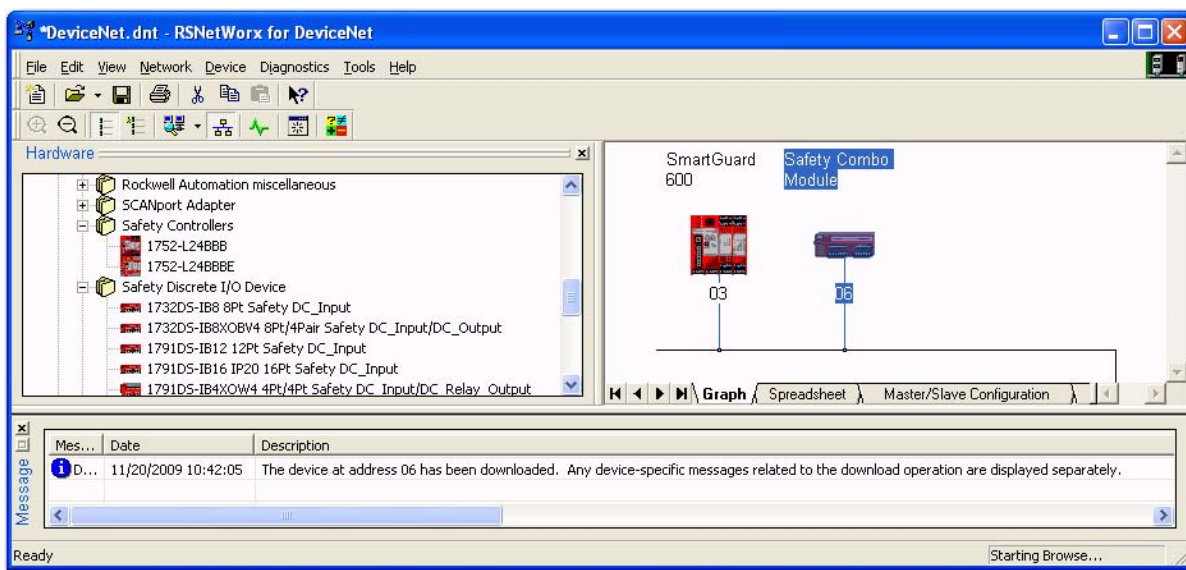 *DeviceNet.dnt - RSNetWorx for DeviceNet
File Edit View Network Device Diagnostics Tools Help
Hardware
Rockwell Automation miscellaneous
SCANport Adapter
Safety Controllers
1752-L24BBB
1752-L24BBBE
Safety Discrete I/O Device
1732DS-IB8 8Pt Safety DC_Input
1732DS-IB8XOBV4 8Pt/4Pair Safety DC_Input/DC_Output
1791DS-IB12 12Pt Safety DC_Input
1791DS-IB16 IP20 16Pt Safety DC_Input
1791DS-IB4XOW4 4Pt/4Pt Safety DC_Input/DC_Relay_Output
SmartGuard 600
Safety Combo Module
03
06
Graph Spreadsheet Master/Slave Configuration
Message
Mes... Date Description
D... 11/20/2009 10:42:05 The device at address 06 has been downloaded. Any device-specific messages related to the download operation are displayed separately.
Ready Starting Browse...